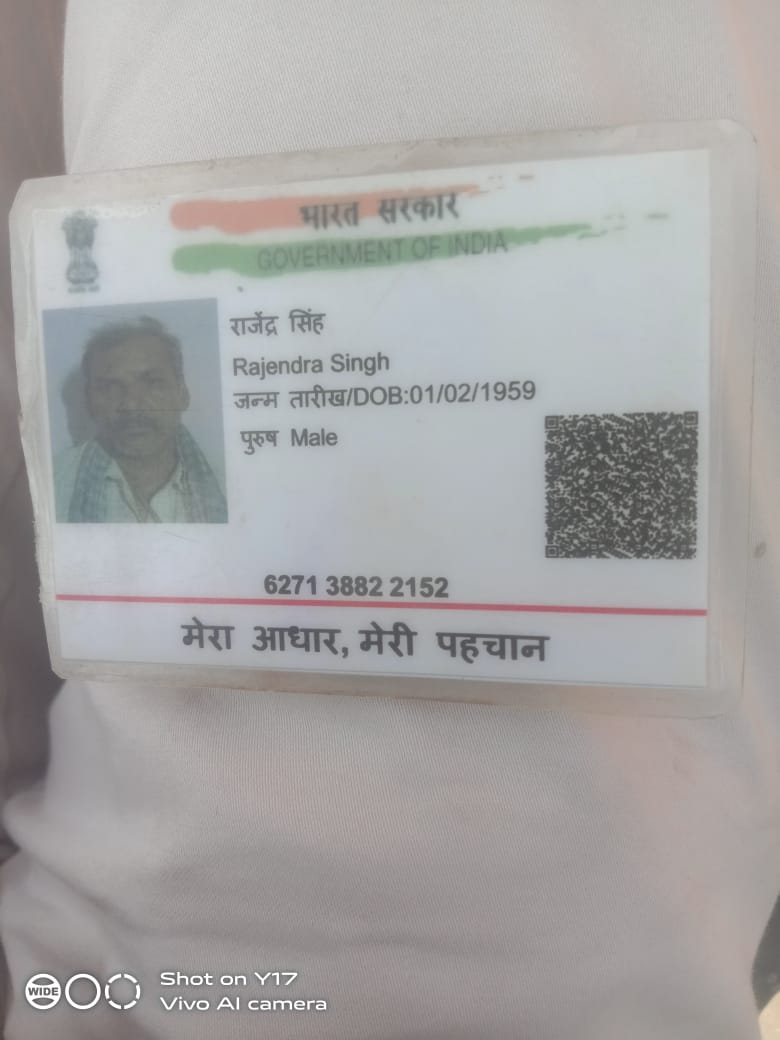 भारत सरकार
GOVERNMENT OF INDIA
राजेंद्र सिंह
Rajendra Singh
जन्म तारीख/DOB:01/02/1959
पुरुष Male
6271 3882 2152
मेरा आधार, मेरी पहचान
WIDE
Shot on Y17
Vivo AI camera